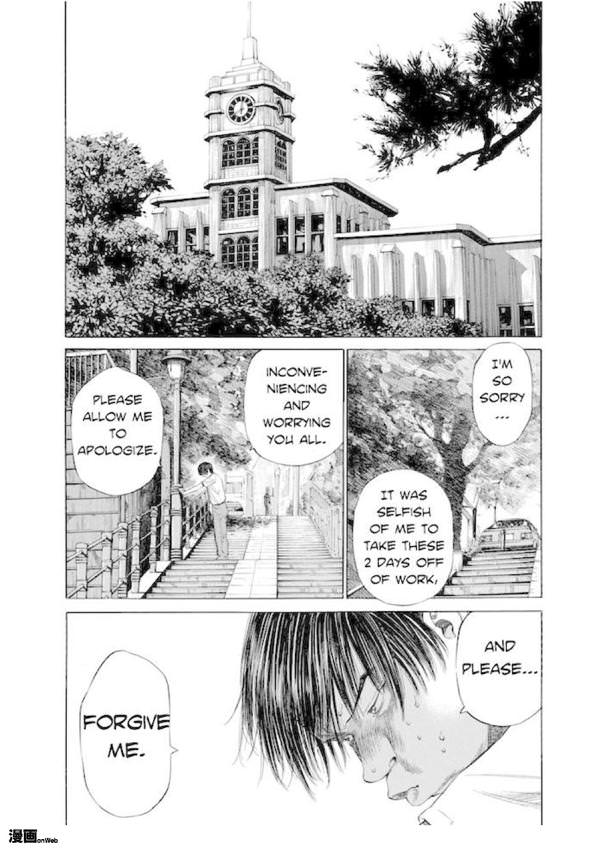 I'M
SO
SORRY
...
IT WAS
SELFISH
OF ME TO
TAKE THESE
2 DAYS OFF
OF WORK,
INCONVE-
NIENCING
AND
WORRYING
YOU ALL.
PLEASE
ALLOW ME
TO
APOLOGIZE.
AND
PLEASE...
FORGIVE
ME.
漫画onWeb